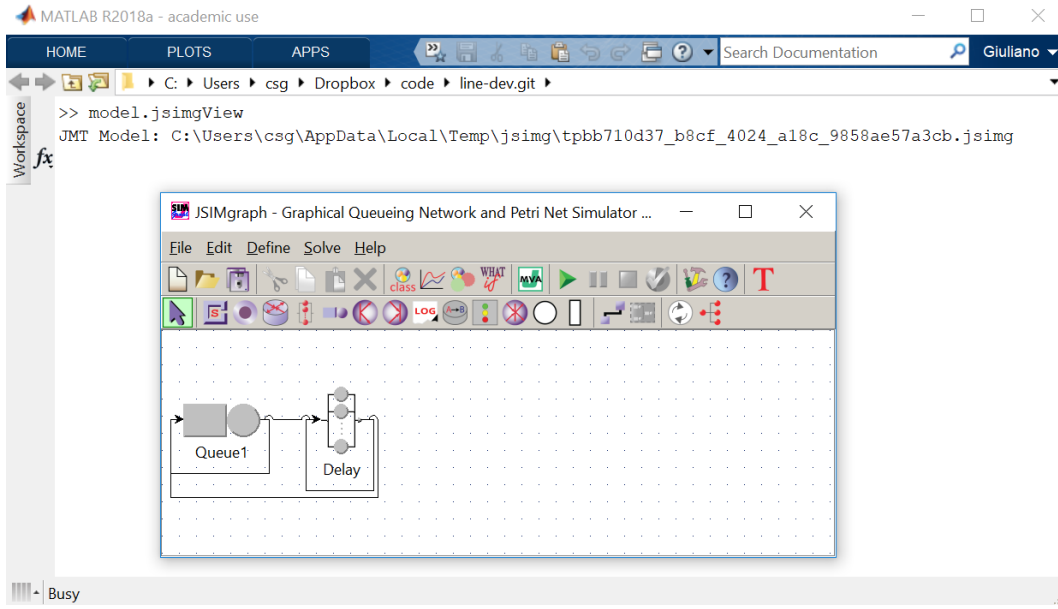 MATLAB R2018a - academic use
HOME PLOTS APPS Search Documentation Giuliano
C: Users csg Dropbox code line-dev.git
Workspace
fx
>> model.jsimgView
JMT Model: C:\Users\csg\AppData\Local\Temp\jsimg\tpbb710d37_b8cf_4024_a18c_9858ae57a3cb.jsimg
SIM JSIMgraph - Graphical Queueing Network and Petri Net Simulator ...
File Edit Define Solve Help
class WHAT if MVA ? T
S LOG A→B
Queue1
Delay
Busy